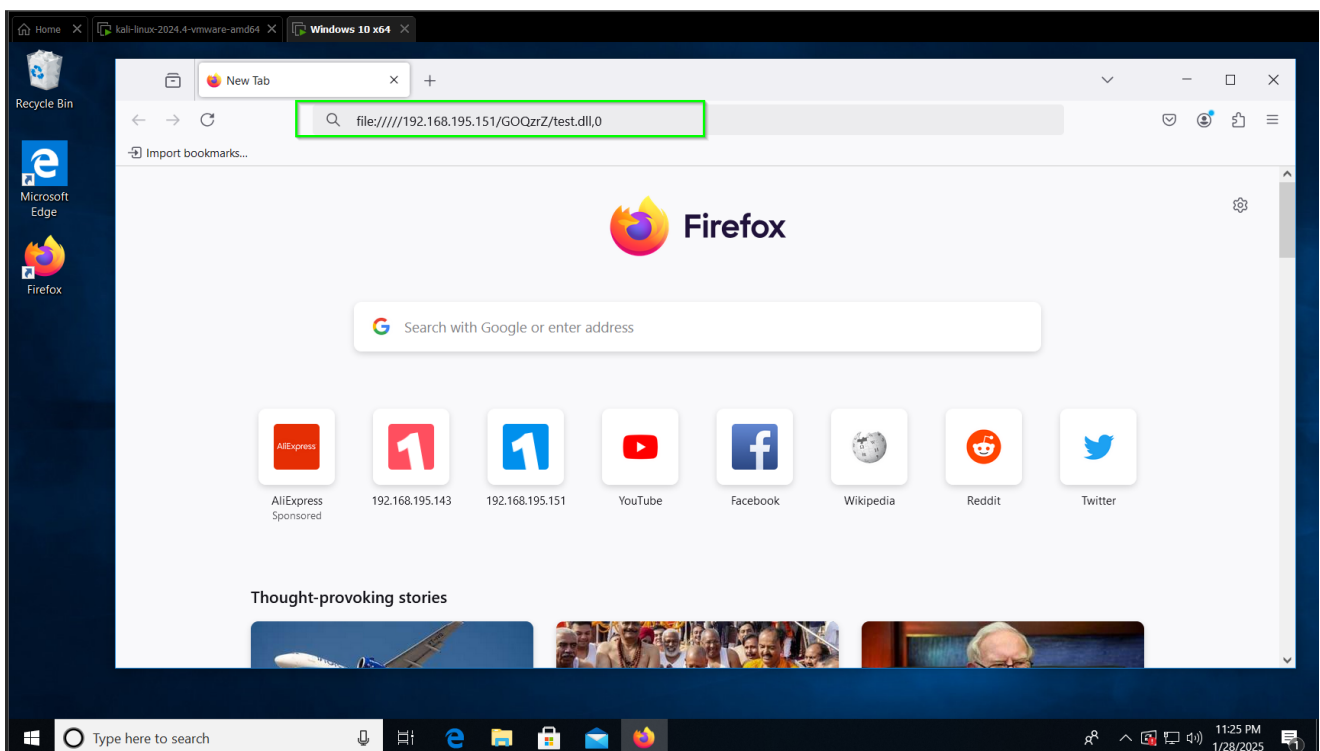 Home
kali-linux-2024.4-vmware-amd64
Windows 10 x64
Recycle Bin
New Tab
file://///192.168.195.151/GOQzrZ/test.dll,0
Import bookmarks...
Microsoft
Edge
Firefox
Firefox
Search with Google or enter address
AliExpress
AliExpress
Sponsored
192.168.195.143
192.168.195.151
YouTube
Facebook
Wikipedia
Reddit
Twitter
Thought-provoking stories
Type here to search
11:25 PM
1/28/2025